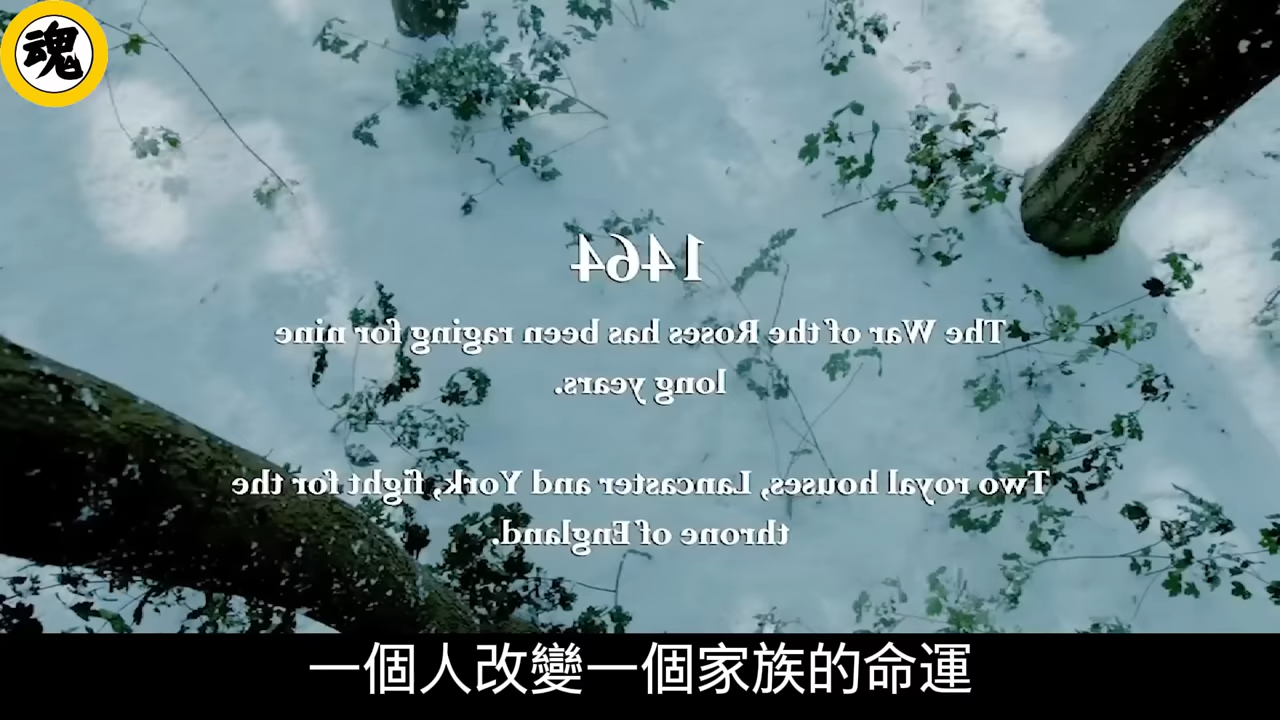 魂
1464
The War of the Roses has been raging for nine
long years.
Two royal houses, Lancaster and York, fight for the
throne of England.
一個人改變一個家族的命運